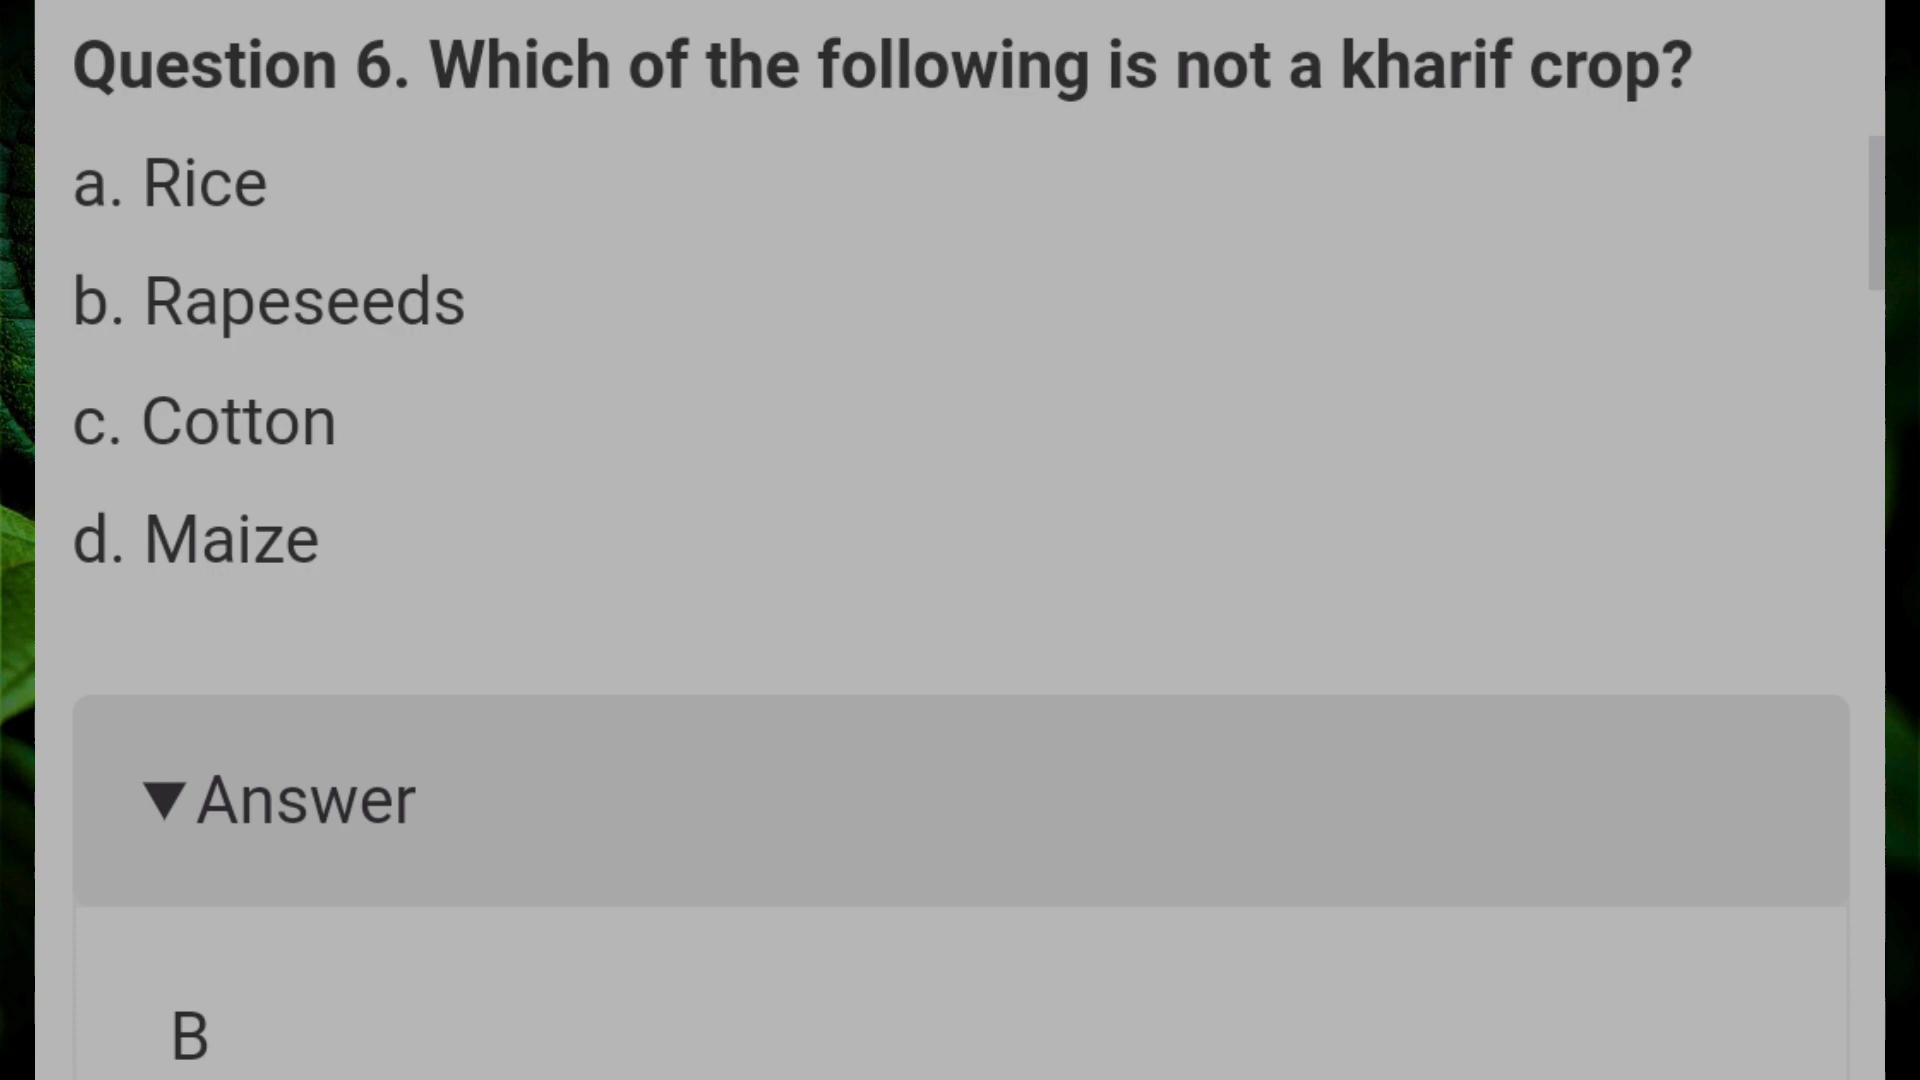 Question 6. Which of the following is not a kharif crop?
a. Rice
b. Rapeseeds
c. Cotton
d. Maize
▼ Answer
B